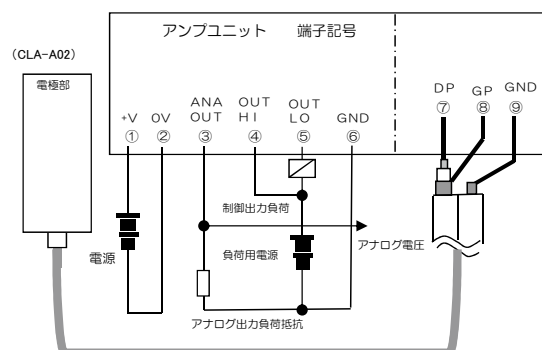 アンプユニット　端子記号
(CLA-A02)
電極部
+V
①
0V
②
ANA OUT
③
OUT HI
④
OUT LO
⑤
GND
⑥
DP
⑦
GP
⑧
GND
⑨
制御出力負荷
アナログ電圧
電源
負荷用電源
アナログ出力負荷抵抗